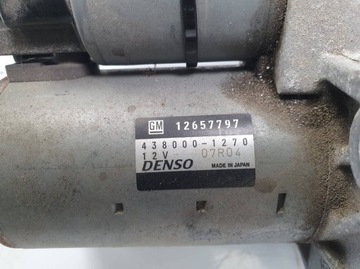 GM 12657797
438000-1270
12V 07R04
DENSO MADE IN JAPAN